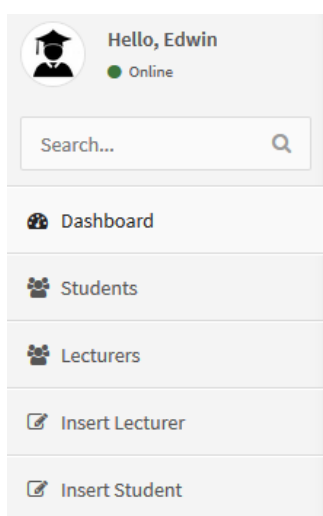 Hello, Edwin
Online
Search...
Dashboard
Students
Lecturers
Insert Lecturer
Insert Student